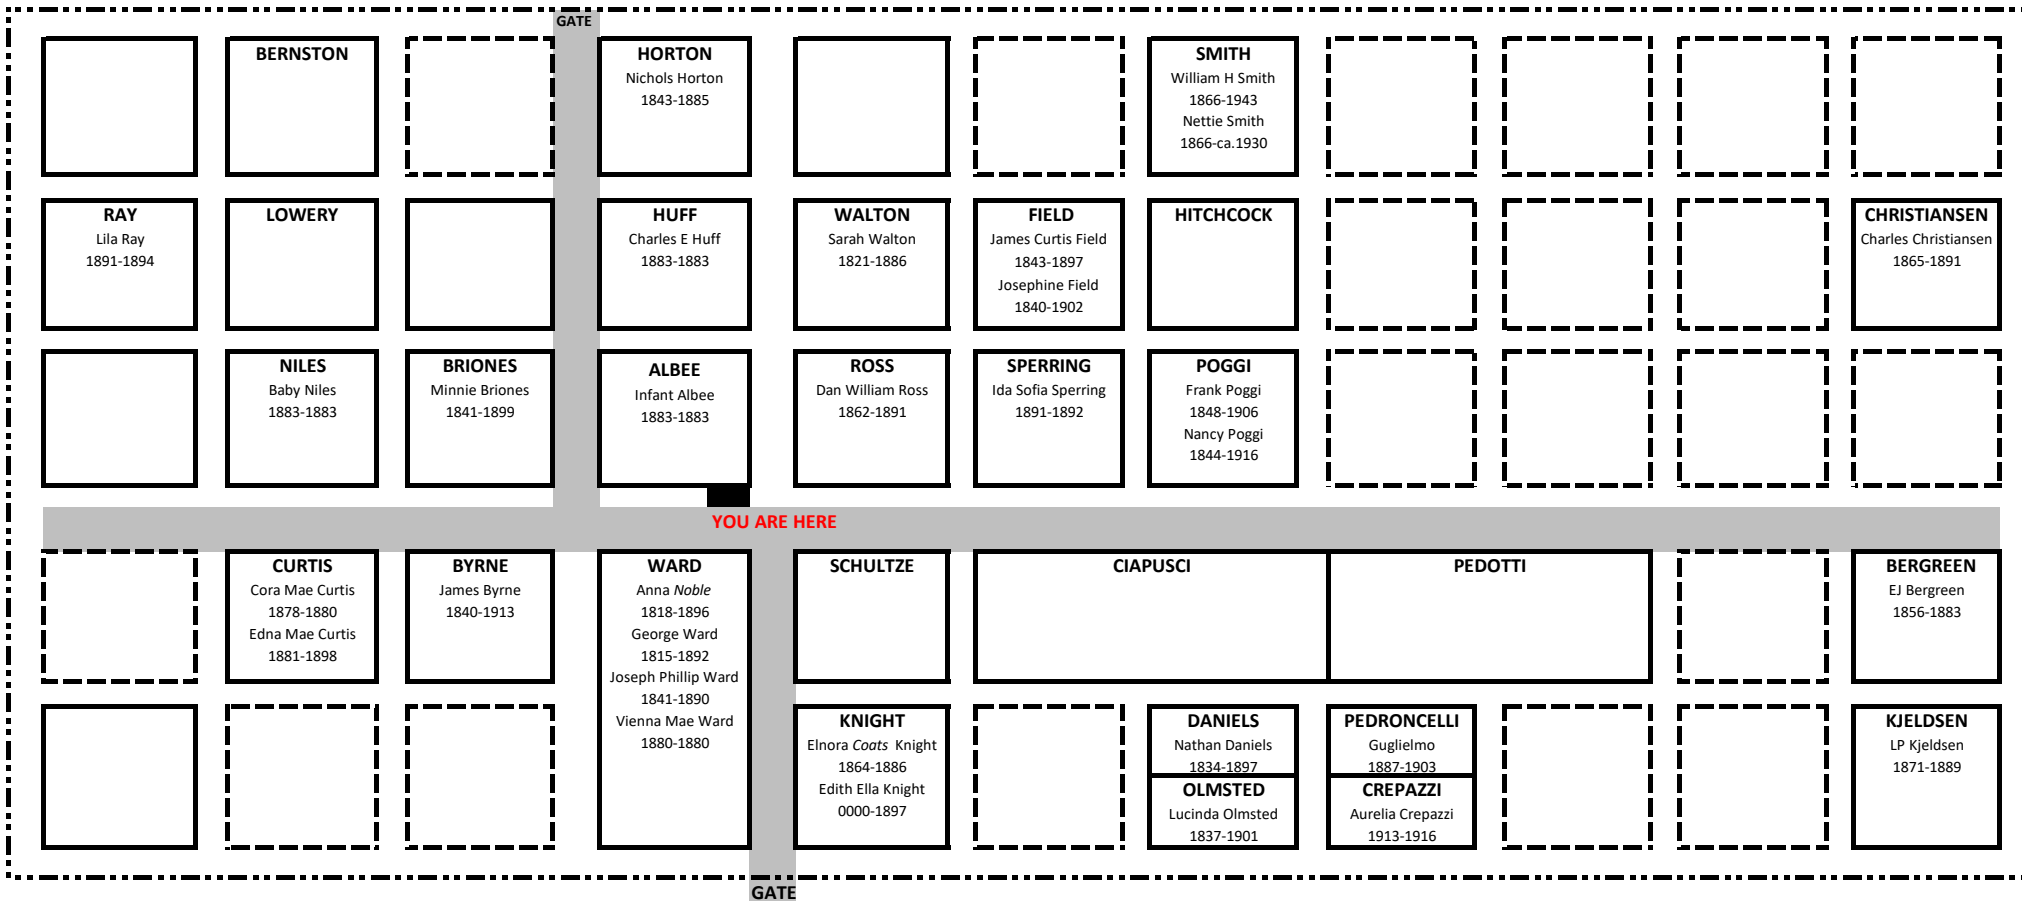 GATE
BERNSTON
HORTON
Nichols Horton
1843-1885
SMITH
William H Smith
1866-1943
Nettie Smith
1866-ca.1930
RAY
Lila Ray
1891-1894
LOWERY
HUFF
Charles E Huff
1883-1883
WALTON
Sarah Walton
1821-1886
FIELD
James Curtis Field
1843-1897
Josephine Field
1840-1902
HITCHCOCK
CHRISTIANSEN
Charles Christiansen
1865-1891
NILES
Baby Niles
1883-1883
BRIONES
Minnie Briones
1841-1899
ALBEE
Infant Albee
1883-1883
ROSS
Dan William Ross
1862-1891
SPERRING
Ida Sofia Sperring
1891-1892
POGGI
Frank Poggi
1848-1906
Nancy Poggi
1844-1916
YOU ARE HERE
CURTIS
Cora Mae Curtis
1878-1880
Edna Mae Curtis
1881-1898
BYRNE
James Byrne
1840-1913
WARD
Anna Noble
1818-1896
George Ward
1815-1892
Joseph Phillip Ward
1841-1890
Vienna Mae Ward
1880-1880
SCHULTZE
CIAPUSCI
PEDOTTI
BERGREEN
EJ Bergreen
1856-1883
KNIGHT
Elnora Coats Knight
1864-1886
Edith Ella Knight
0000-1897
DANIELS
Nathan Daniels
1834-1897
OLMSTED
Lucinda Olmsted
1837-1901
PEDRONCELLI
Guglielmo
1887-1903
CREPAZZI
Aurelia Crepazzi
1913-1916
KJELDSEN
LP Kjeldsen
1871-1889
GATE